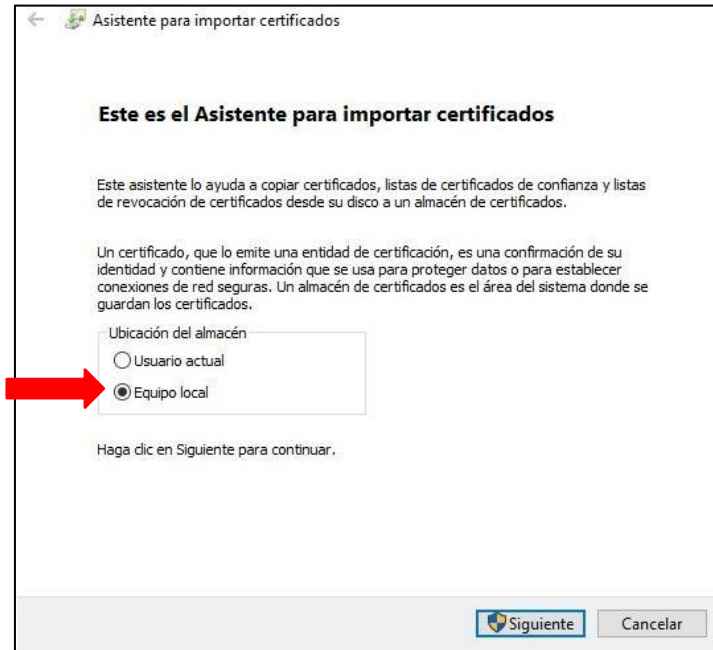 Asistente para importar certificados
Este es el Asistente para importar certificados
Este asistente lo ayuda a copiar certificados, listas de certificados de confianza y listas
de revocación de certificados desde su disco a un almacén de certificados.
Un certificado, que lo emite una entidad de certificación, es una confirmación de su
identidad y contiene información que se usa para proteger datos o para establecer
conexiones de red seguras. Un almacén de certificados es el área del sistema donde se
guardan los certificados.
Ubicación del almacén
Usuario actual
Equipo local
Haga clic en Siguiente para continuar.
Siguiente Cancelar